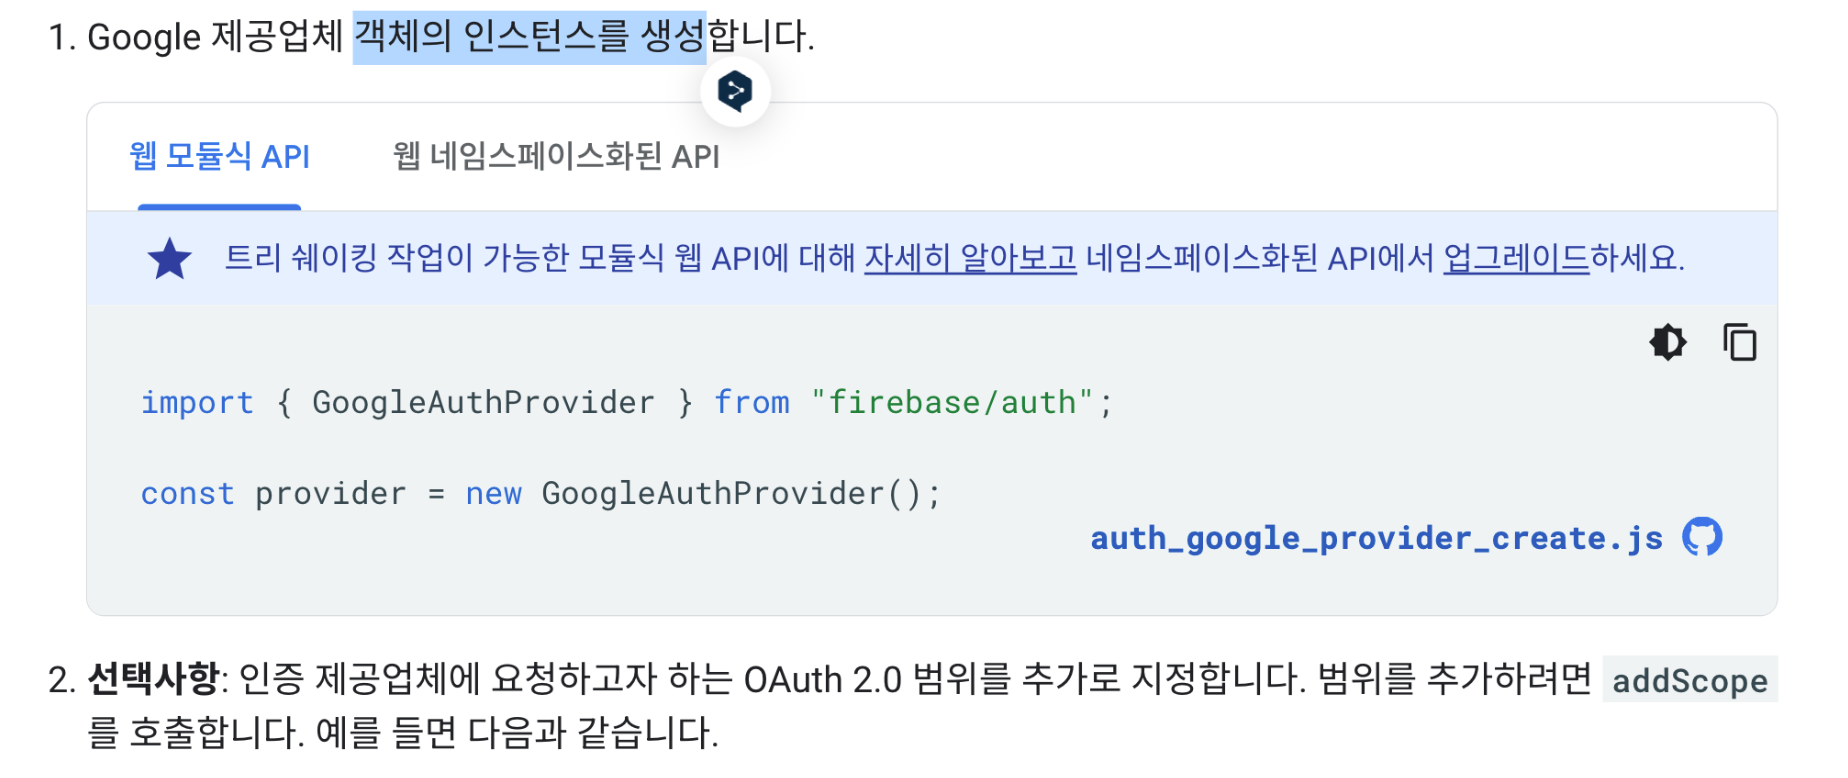 1. Google 제공업체 객체의 인스턴스를 생성합니다.
웹 모듈식 API 웹 네임스페이스화된 API
트리 쉐이킹 작업이 가능한 모듈식 웹 API에 대해 자세히 알아보고 네임스페이스화된 API에서 업그레이드하세요.
import { GoogleAuthProvider } from "firebase/auth";
const provider = new GoogleAuthProvider();
auth_google_provider_create.js
2. 선택사항: 인증 제공업체에 요청하고자 하는 OAuth 2.0 범위를 추가로 지정합니다. 범위를 추가하려면 addScope
를 호출합니다. 예를 들면 다음과 같습니다.